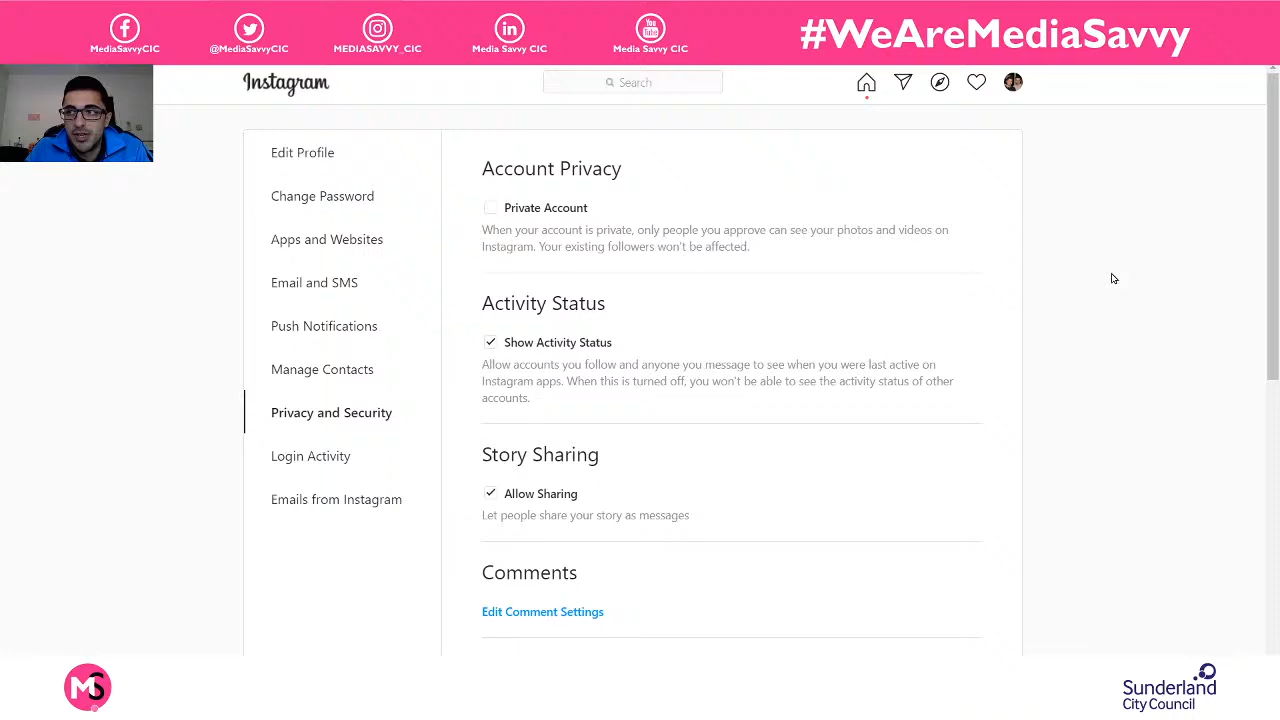 MediaSavvyCIC
@MediaSavvyCIC
MEDIASAVVY_CIC
in
Media Savvy CIC
You
Tube
Media Savvy CIC
#WeAreMediaSavvy
Instagram
Search
Edit Profile
Change Password
Apps and Websites
Email and SMS
Push Notifications
Manage Contacts
Privacy and Security
Login Activity
Emails from Instagram
Account Privacy
Private Account
When your account is private, only people you approve can see your photos and videos on
Instagram. Your existing followers won't be affected.
Activity Status
Show Activity Status
Allow accounts you follow and anyone you message to see when you were last active on
Instagram apps. When this is turned off, you won't be able to see the activity status of other
accounts.
Story Sharing
Allow Sharing
Let people share your story as messages
Comments
Edit Comment Settings
MS
Sunderland
City Council